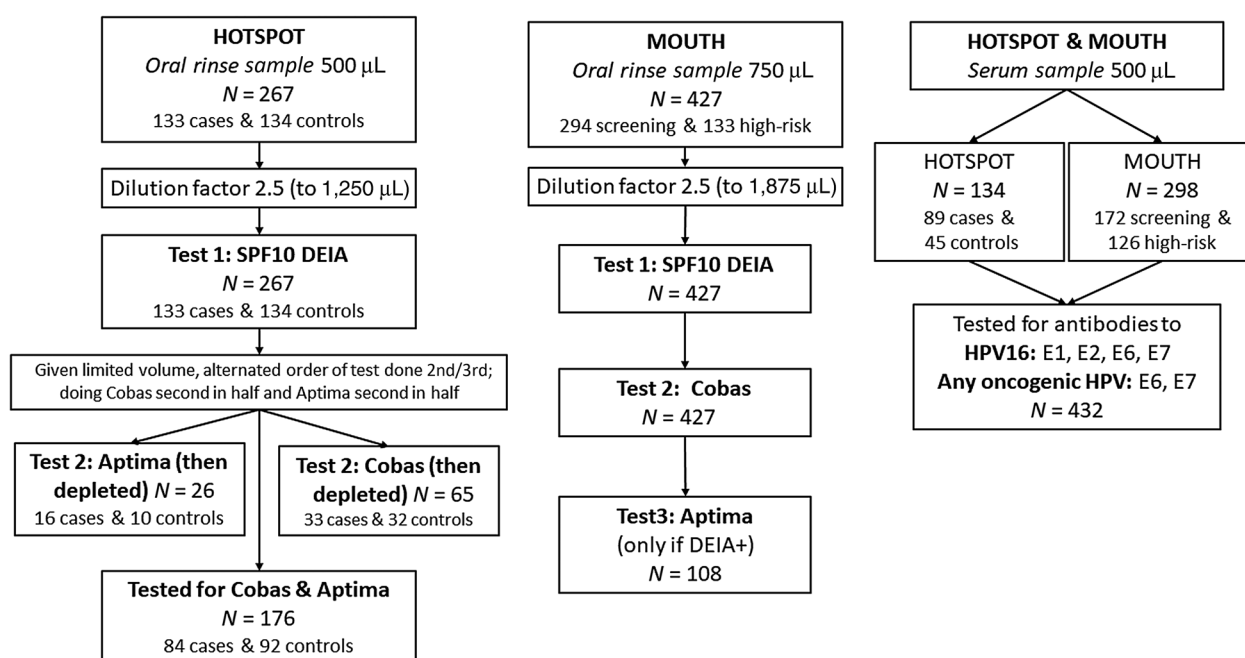 HOTSPOT
Oral rinse sample 500 μL
N = 267
133 cases & 134 controls
Dilution factor 2.5 (to 1,250 μL)
Test 1: SPF10 DEIA
N = 267
133 cases & 134 controls
Given limited volume, alternated order of test done 2nd/3rd;
doing Cobas second in half and Aptima second in half
Test 2: Aptima (then
depleted) N = 26
16 cases & 10 controls
Test 2: Cobas (then
depleted) N = 65
33 cases & 32 controls
Tested for Cobas & Aptima
N = 176
84 cases & 92 controls
MOUTH
Oral rinse sample 750 μL
N = 427
294 screening & 133 high-risk
Dilution factor 2.5 (to 1,875 μL)
Test 1: SPF10 DEIA
N = 427
Test 2:  Cobas
N = 427
Test3: Aptima
(only if DEIA+)
N = 108
HOTSPOT & MOUTH
Serum sample 500 μL
HOTSPOT
N = 134
89 cases &
45 controls
MOUTH
N = 298
172 screening &
126 high-risk
Tested for antibodies to
HPV16: E1, E2, E6, E7
Any oncogenic HPV: E6, E7
N = 432